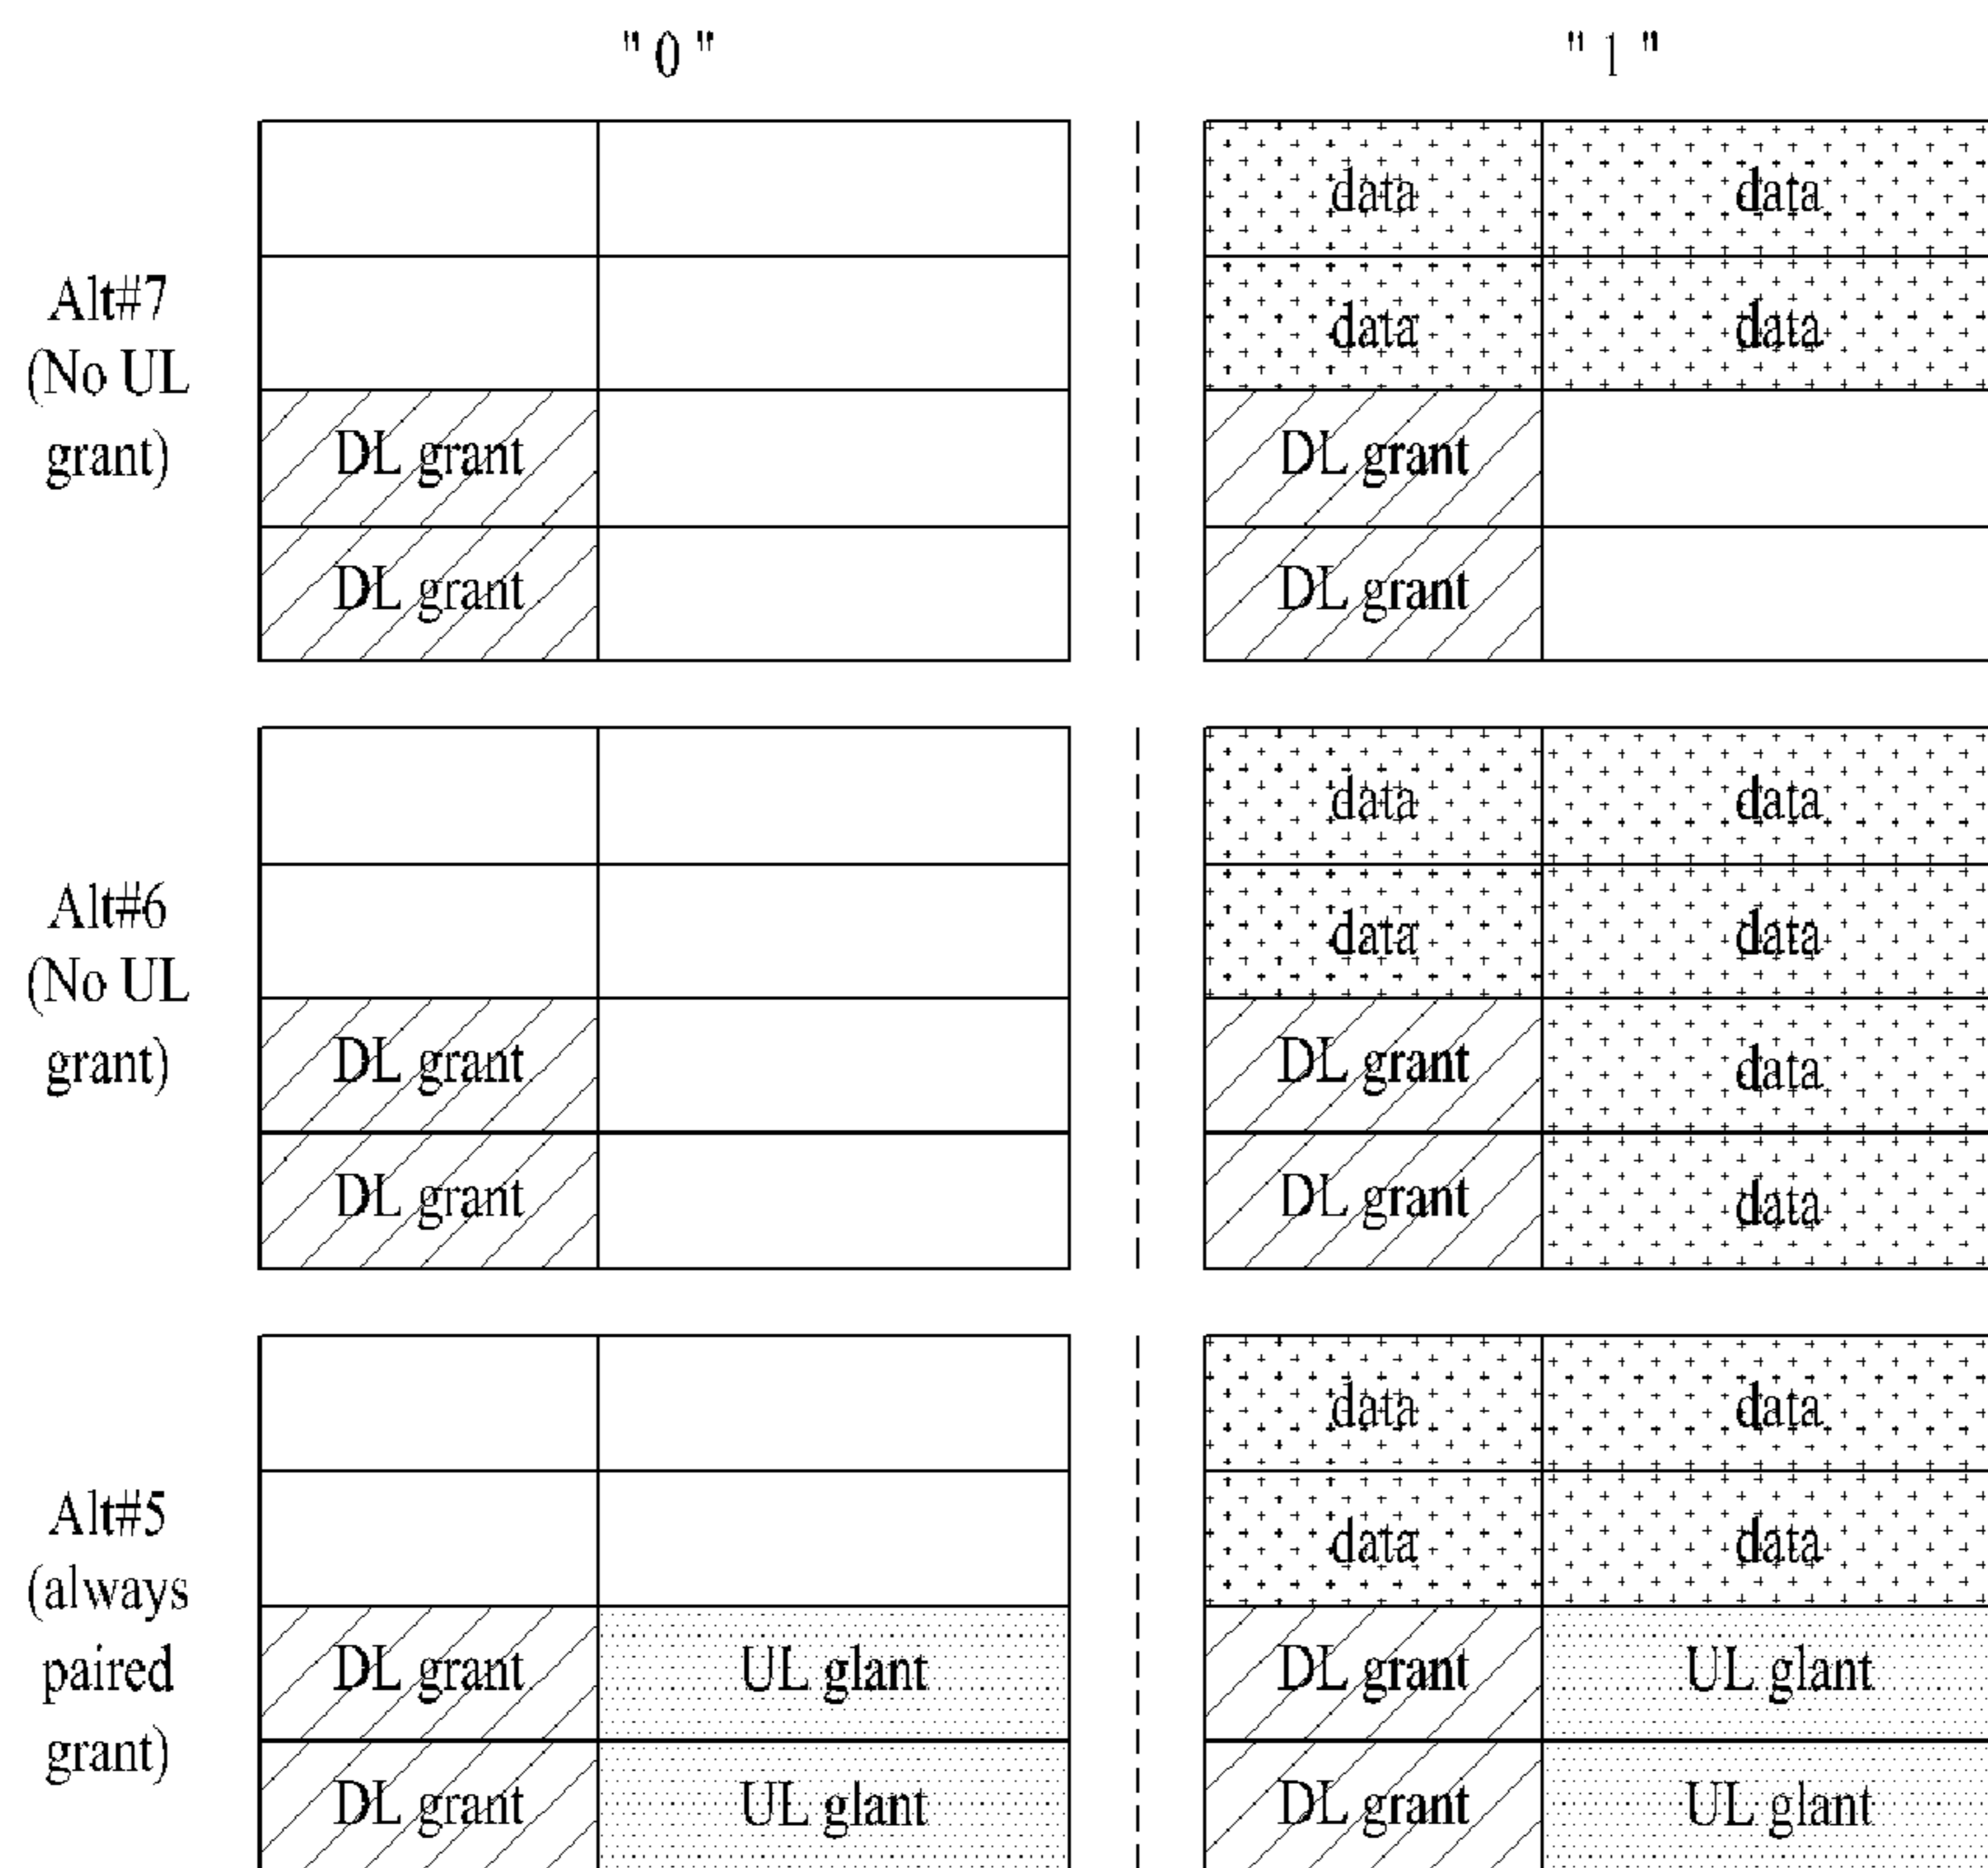 " 0 " " 1 "
data data
data data
Alt#7
(No UL
grant)
DL grant DL grant
DL grant DL grant
data data
data data
Alt#6
(No UL
grant)
DL grant DL grant data
DL grant DL grant data
data data
data data
Alt#5
(always
paired
grant)
DL grant UL glant DL grant UL glant
DL grant UL glant DL grant UL glant